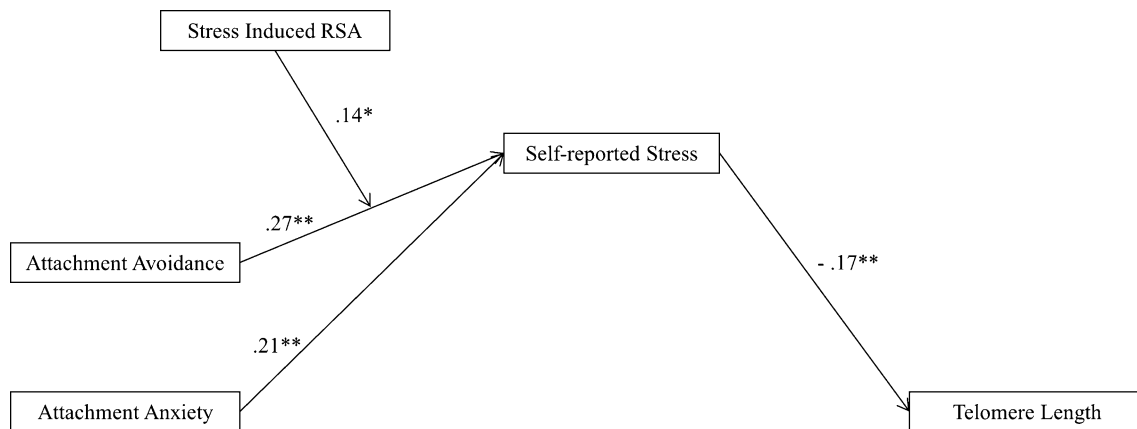 Stress Induced RSA
.14*
Self-reported Stress
.27**
Attachment Avoidance
- .17**
.21**
Attachment Anxiety
Telomere Length